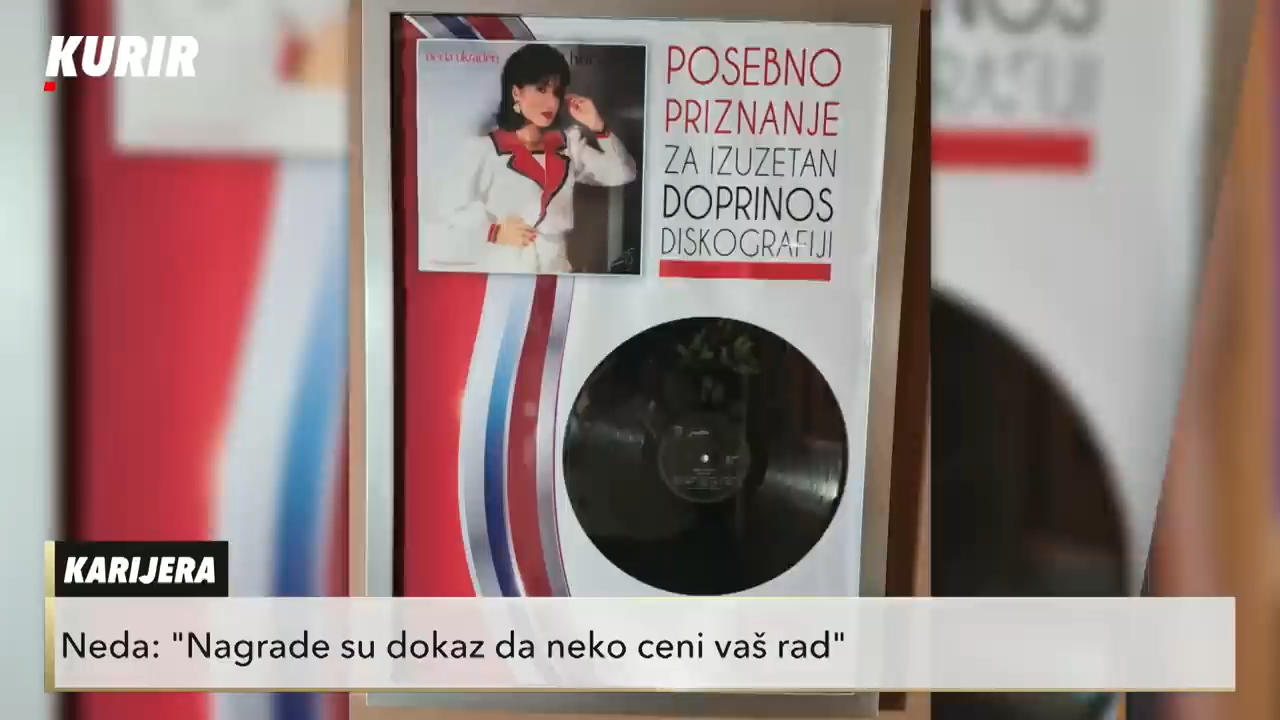 KURIR
neda ukraden
POSEBNO
PRIZNANJE
ZA IZUZETAN
DOPRINOS
DISKOGRAFIJI
KARIJERA
Neda: "Nagrade su dokaz da neko ceni vaš rad"